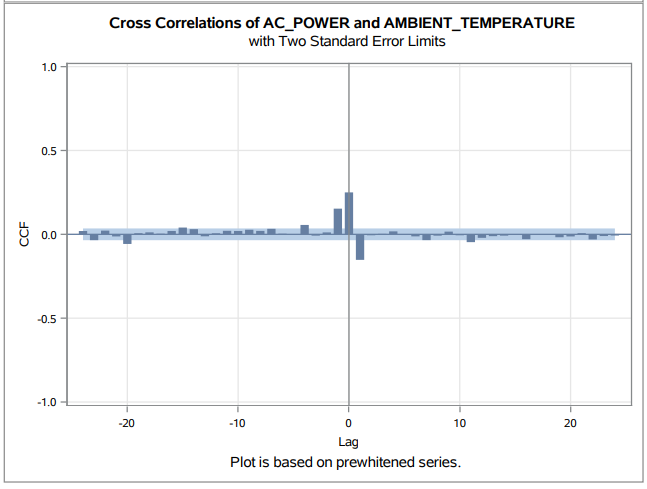 Cross Correlations of AC_POWER and AMBIENT_TEMPERATURE
with Two Standard Error Limits
1.0
0.5
0.0
-0.5
-1.0
CCF
-20 -10 0 10 20
Lag
Plot is based on prewhitened series.